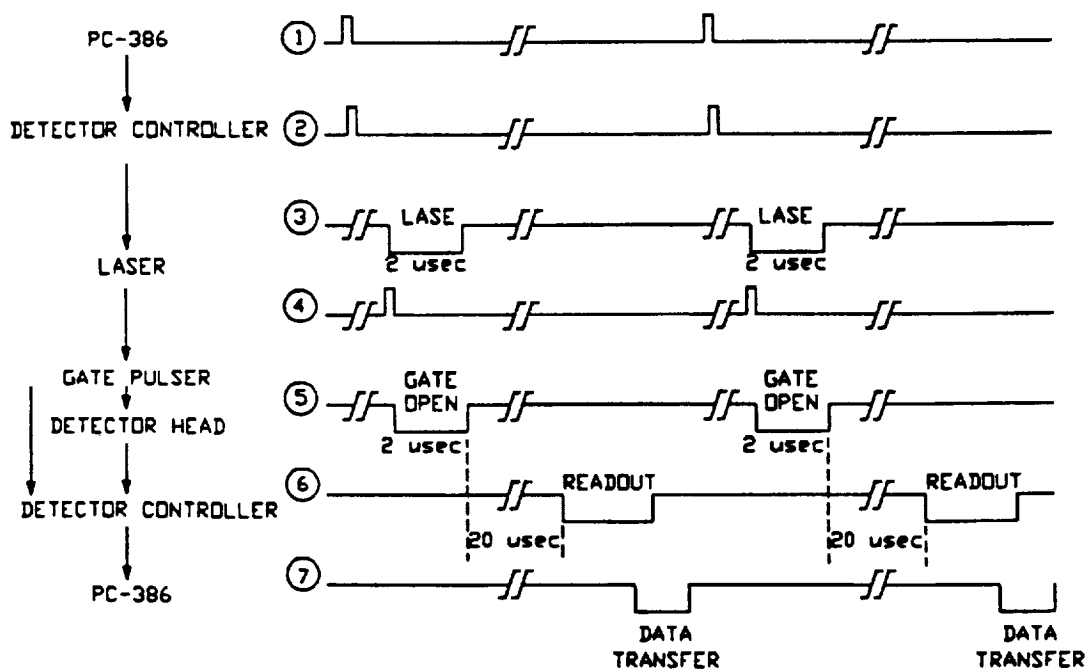 PC-386
DETECTOR CONTROLLER
LASER
GATE PULSER
DETECTOR HEAD
DETECTOR CONTROLLER
PC-386
1
2
3
LASE
2 usec
LASE
2 usec
4
5
GATE
OPEN
2 usec
GATE
OPEN
2 usec
6
READOUT
20 usec
READOUT
20 usec
7
DATA
TRANSFER
DATA
TRANSFER